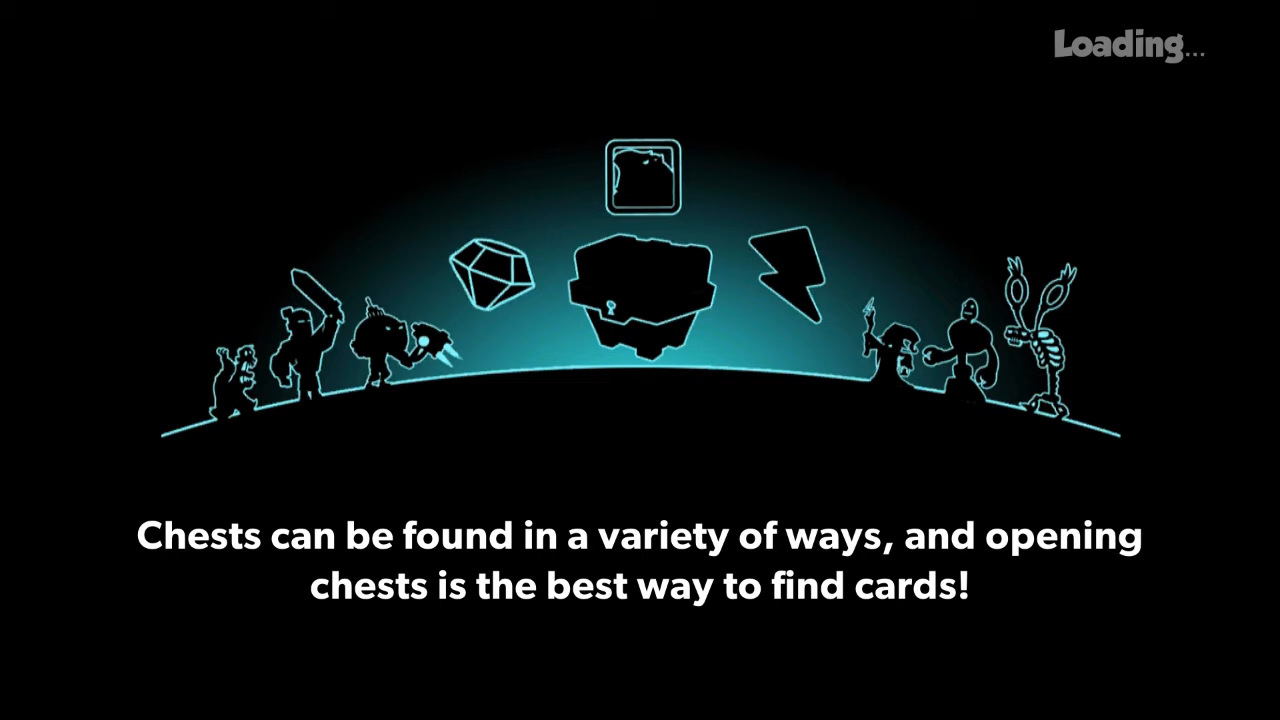 Loading...
Chests can be found in a variety of ways, and opening
chests is the best way to find cards!